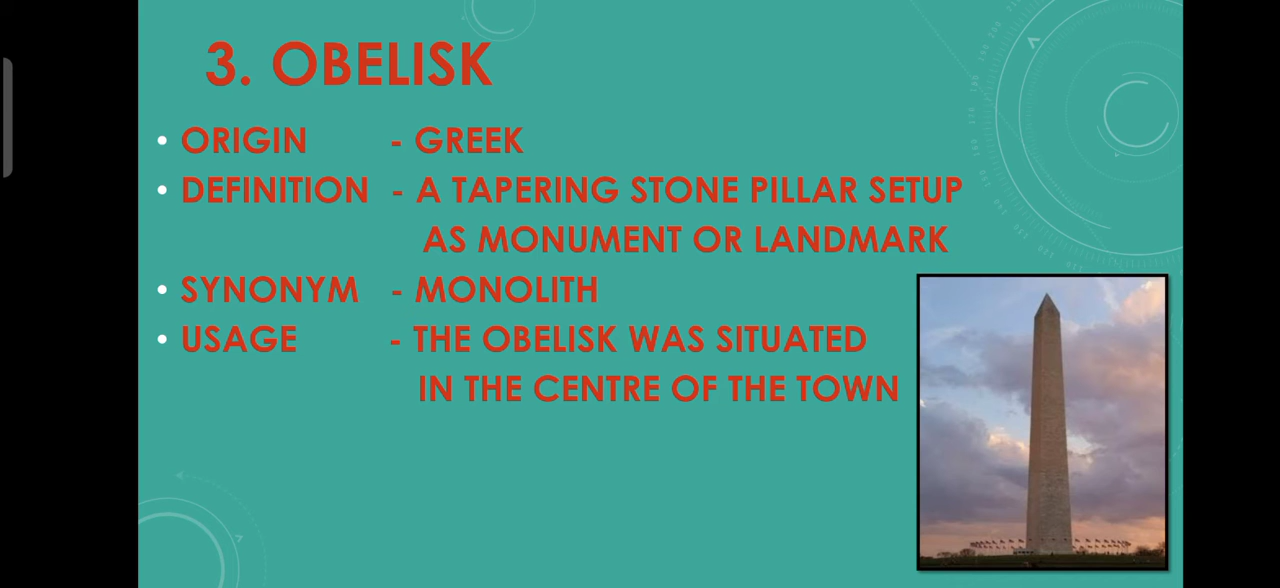 3. OBELISK
• ORIGIN - GREEK
• DEFINITION - A TAPERING STONE PILLAR SETUP
AS MONUMENT OR LANDMARK
• SYNONYM - MONOLITH
• USAGE - THE OBELISK WAS SITUATED
IN THE CENTRE OF THE TOWN